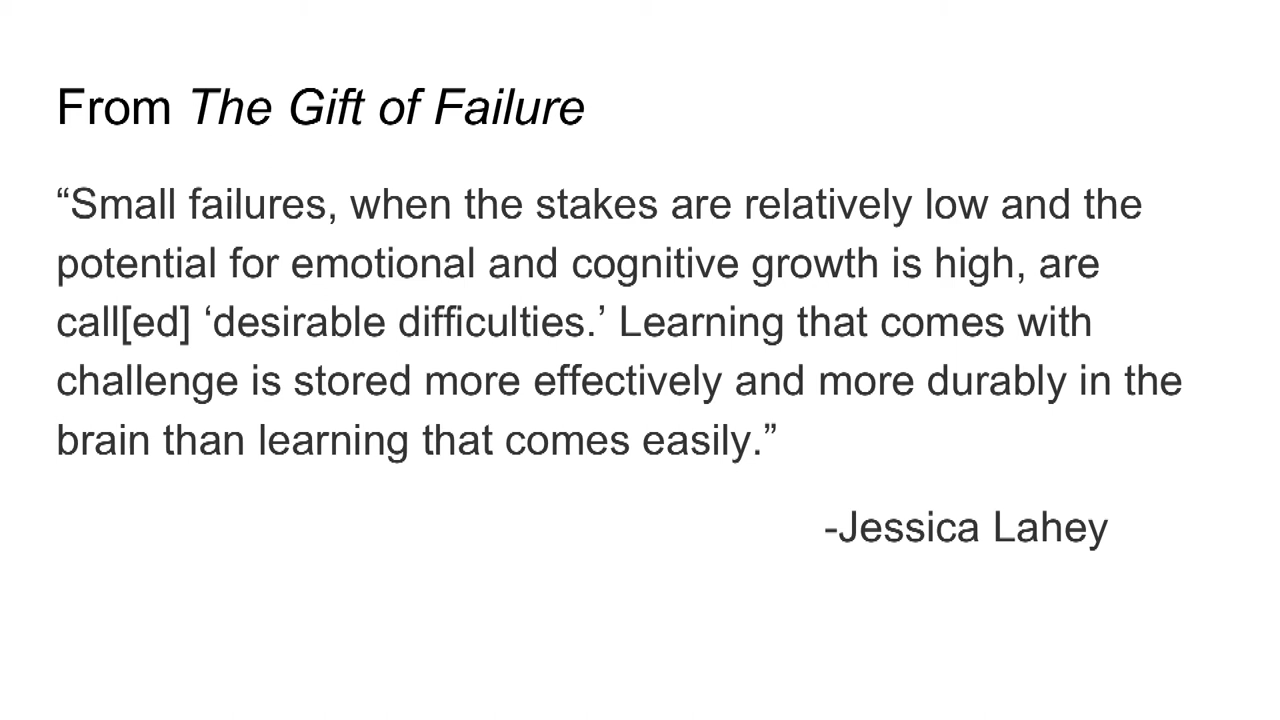 From The Gift of Failure
“Small failures, when the stakes are relatively low and the
potential for emotional and cognitive growth is high, are
call[ed] ‘desirable difficulties.’ Learning that comes with
challenge is stored more effectively and more durably in the
brain than learning that comes easily.”
-Jessica Lahey